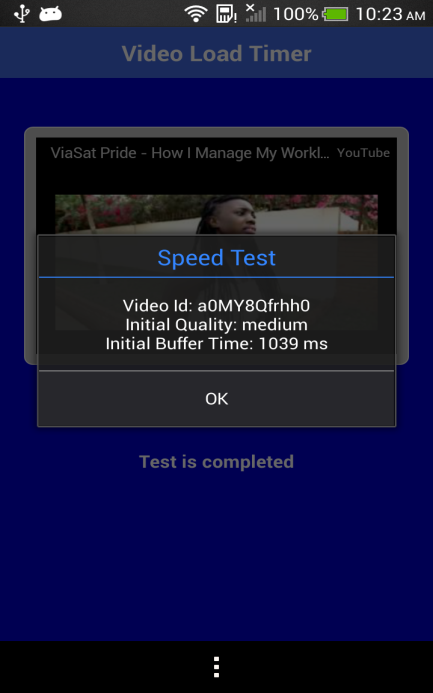 100% 10:23 AM
Video Load Timer
ViaSat Pride - How I Manage My Workl... YouTube
Speed Test
Video Id: a0MY8Qfrhh0
Initial Quality: medium
Initial Buffer Time: 1039 ms
OK
Test is completed